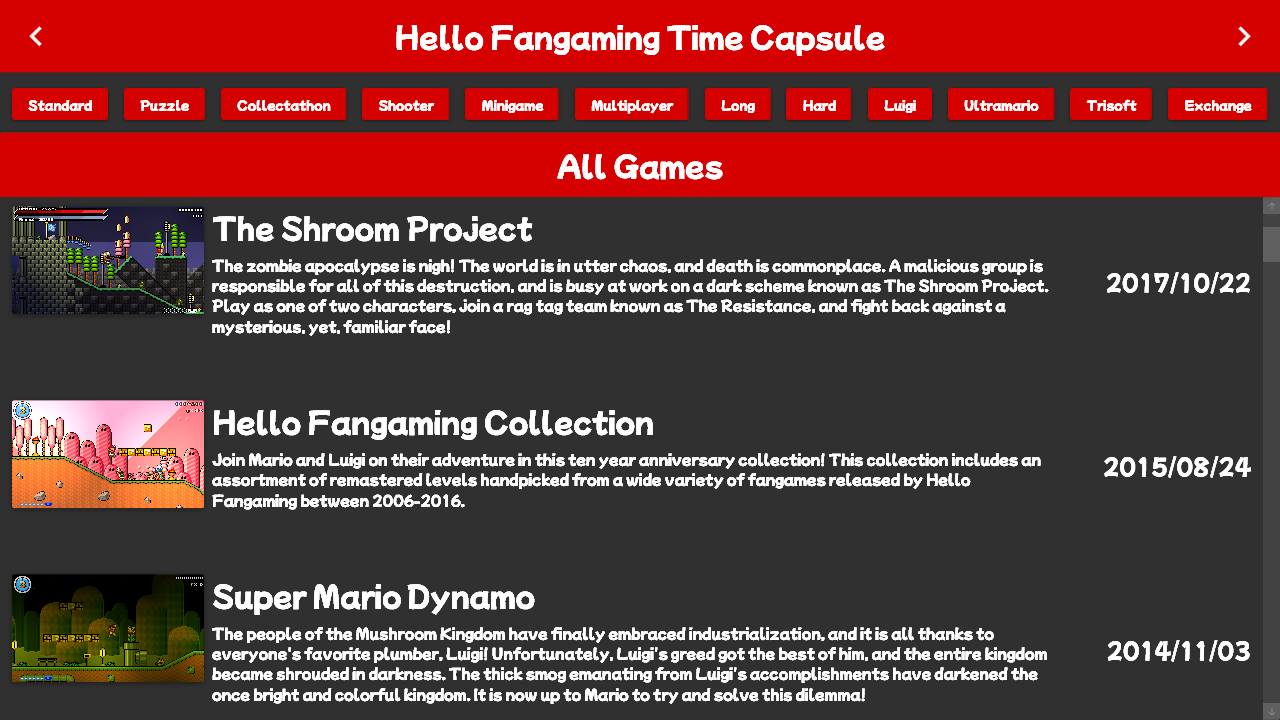 Hello Fangaming Time Capsule
Standard Puzzle Collectathon Shooter Minigame Multiplayer Long Hard Luigi Ultramario Trisoft Exchange
All Games
The Shroom Project
The zombie apocalypse is nigh! The world is in utter chaos, and death is commonplace. A malicious group is
responsible for all of this destruction, and is busy at work on a dark scheme known as The Shroom Project.
Play as one of two characters, join a rag tag team known as The Resistance, and fight back against a
mysterious, yet, familiar face!
2017/10/22
Hello Fangaming Collection
Join Mario and Luigi on their adventure in this ten year anniversary collection! This collection includes an
assortment of remastered levels handpicked from a wide variety of fangames released by Hello
Fangaming between 2006-2016.
2015/08/24
Super Mario Dynamo
The people of the Mushroom Kingdom have finally embraced industrialization, and it is all thanks to
everyone's favorite plumber, Luigi! Unfortunately, Luigi's greed got the best of him, and the entire kingdom
became shrouded in darkness. The thick smog emanating from Luigi's accomplishments have darkened the
once bright and colorful kingdom. It is now up to Mario to try and solve this dilemma!
2014/11/03